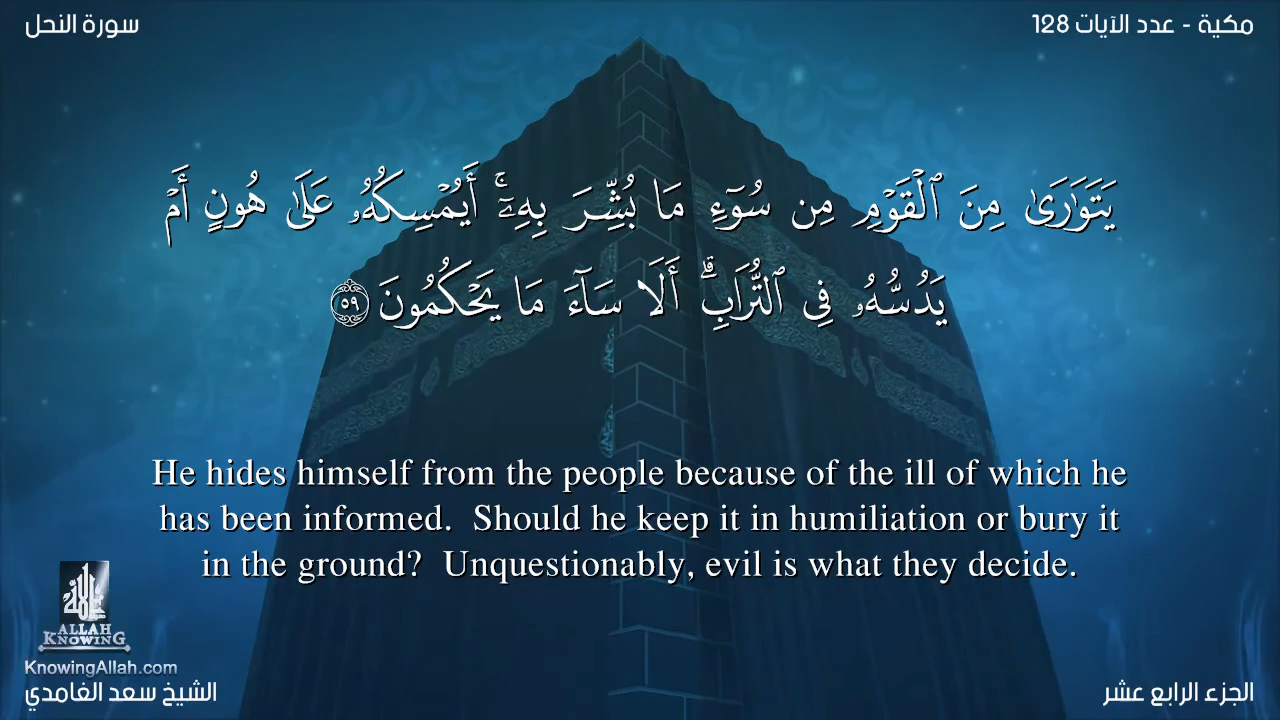 سورة النحل
مكية - عدد الآيات 128
يَتَوَٰرَىٰ مِنَ ٱلْقَوْمِ مِن سُوٓءِ مَا بُشِّرَ بِهِۦٓ ۚ أَيُمْسِكُهُۥ عَلَىٰ هُونٍ أَمْ
يَدُسُّهُۥ فِى ٱلتُّرَابِ ۗ أَلَا سَآءَ مَا يَحْكُمُونَ ٥٩
He hides himself from the people because of the ill of which he
has been informed.  Should he keep it in humiliation or bury it
in the ground?  Unquestionably, evil is what they decide.
ALLAH
KNOWING
KnowingAllah.com
الشيخ سعد الغامدي
الجزء الرابع عشر